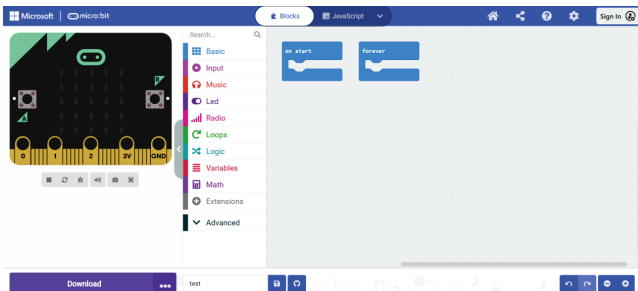 Microsoft
micro:bit
Blocks
JavaScript
Sign In
Search...
Basic
Input
Music
Led
Radio
Loops
Logic
Variables
Math
Extensions
Advanced
on start
forever
A
B
0
1
2
3V
GND
Download
test